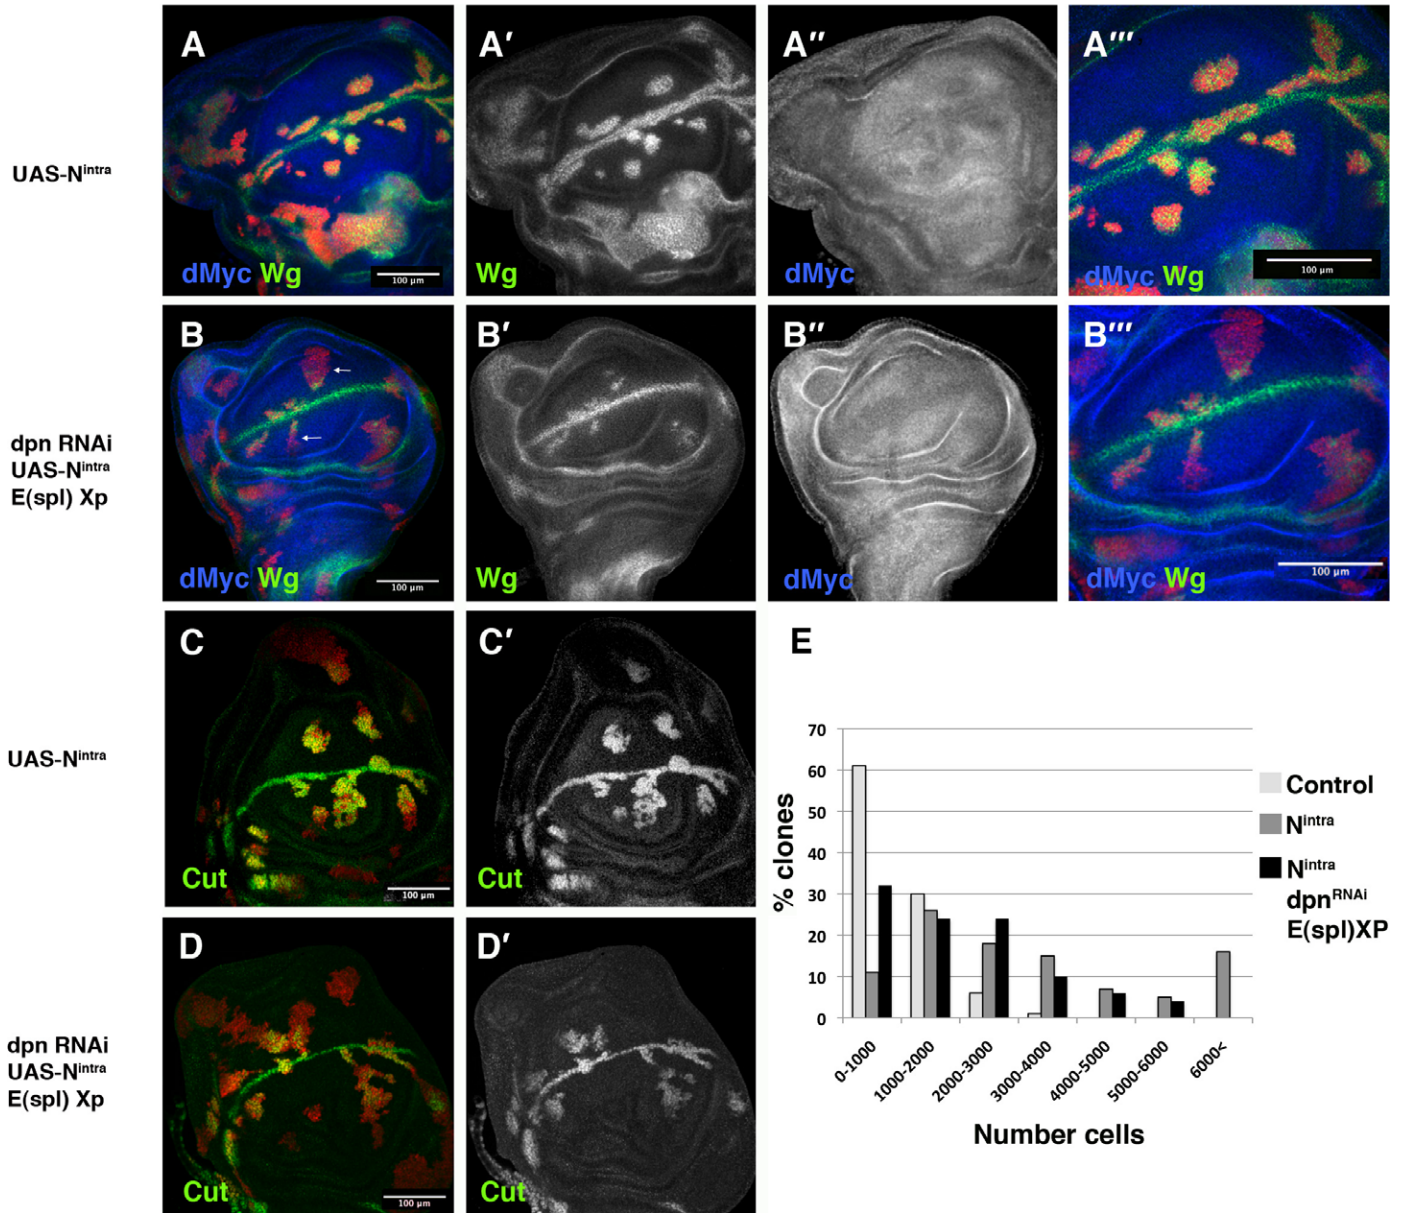 A
A′
A″
A‴
UAS-Nintra
dMyc Wg
100 µm
Wg
dMyc
dMyc Wg
100 µm
B
B′
B″
B‴
dpn RNAi
UAS-Nintra
E(spl) Xp
dMyc Wg
100 µm
Wg
dMyc
dMyc Wg
100 µm
C
C′
UAS-Nintra
Cut
100 µm
Cut
D
D′
dpn RNAi
UAS-Nintra
E(spl) Xp
Cut
100 µm
Cut
E
70
60
50
40
30
20
10
0
% clones
0-1000
1000-2000
2000-3000
3000-4000
4000-5000
5000-6000
6000<
Number cells
Control
Nintra
Nintra
dpnRNAi
E(spl)XP